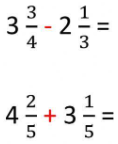 3 3/4 - 2 1/3 =
4 2/5 + 3 1/5 =